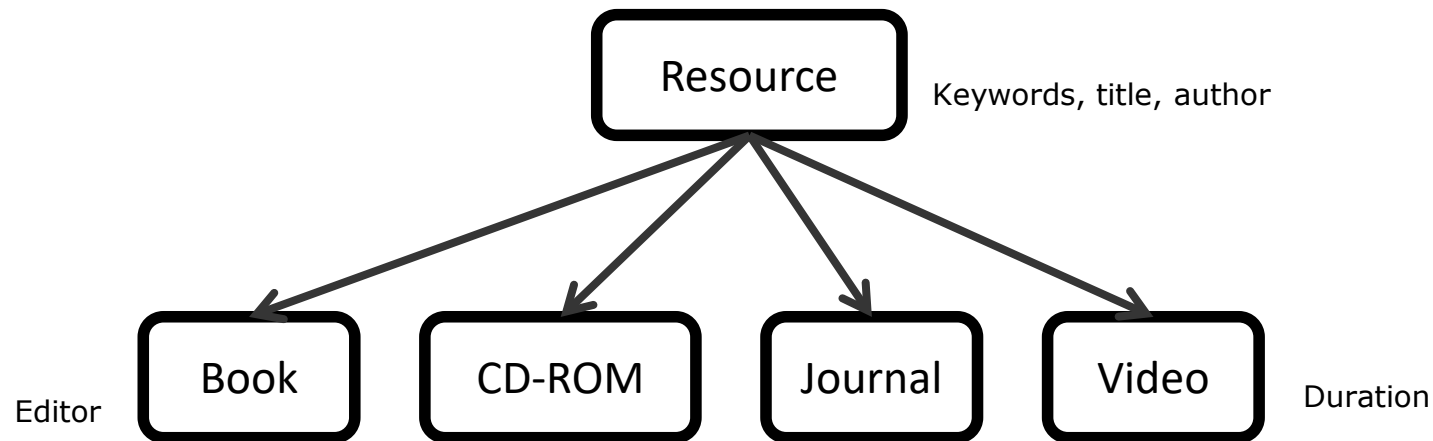 Resource
Keywords, title, author
Book
CD-ROM
Journal
Video
Editor
Duration